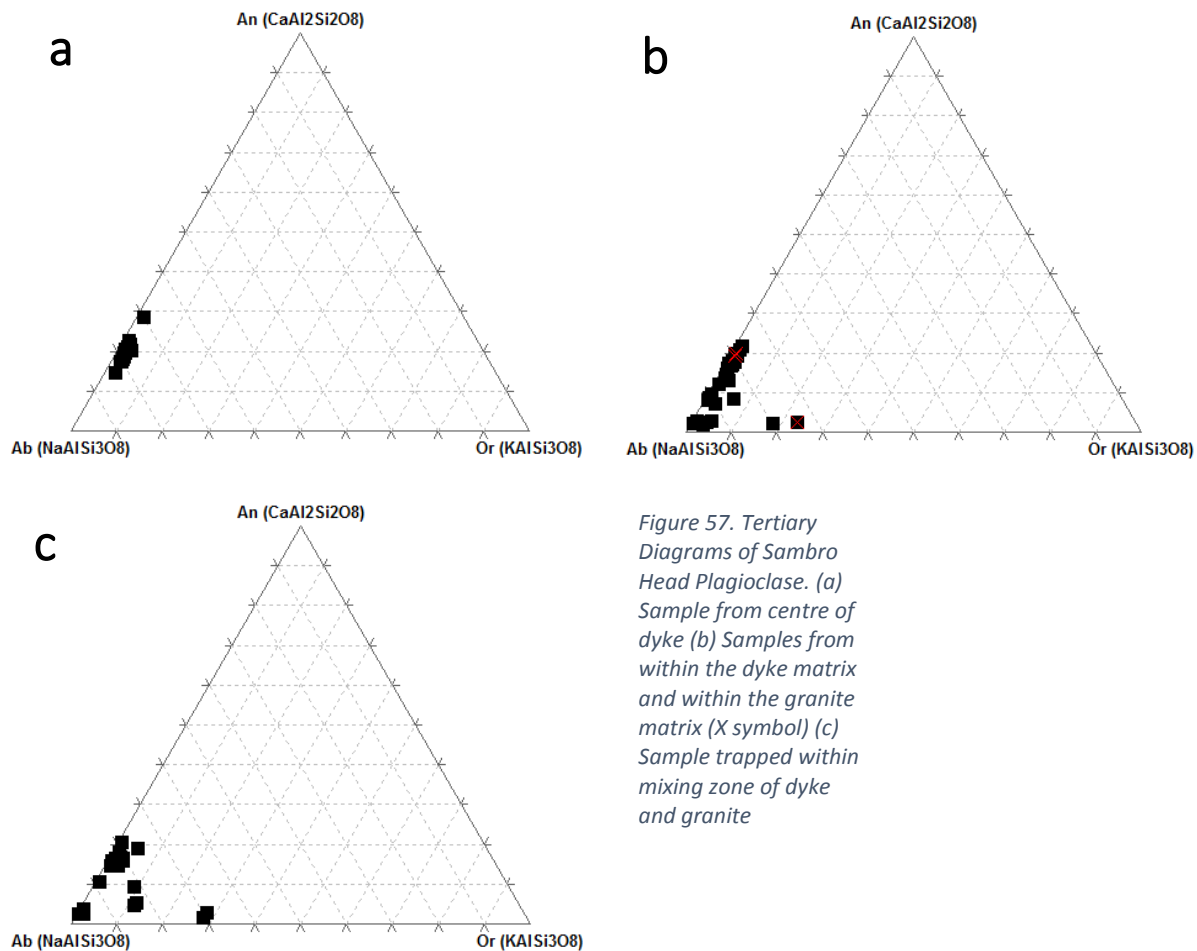 a
An (CaAl2Si2O8)
Ab (NaAlSi3O8)
Or (KAlSi3O8)
b
An (CaAl2Si2O8)
Ab (NaAlSi3O8)
Or (KAlSi3O8)
c
An (CaAl2Si2O8)
Ab (NaAlSi3O8)
Or (KAlSi3O8)
Figure 57. Tertiary
Diagrams of Sambro
Head Plagioclase. (a)
Sample from centre of
dyke (b) Samples from
within the dyke matrix
and within the granite
matrix (X symbol) (c)
Sample trapped within
mixing zone of dyke
and granite